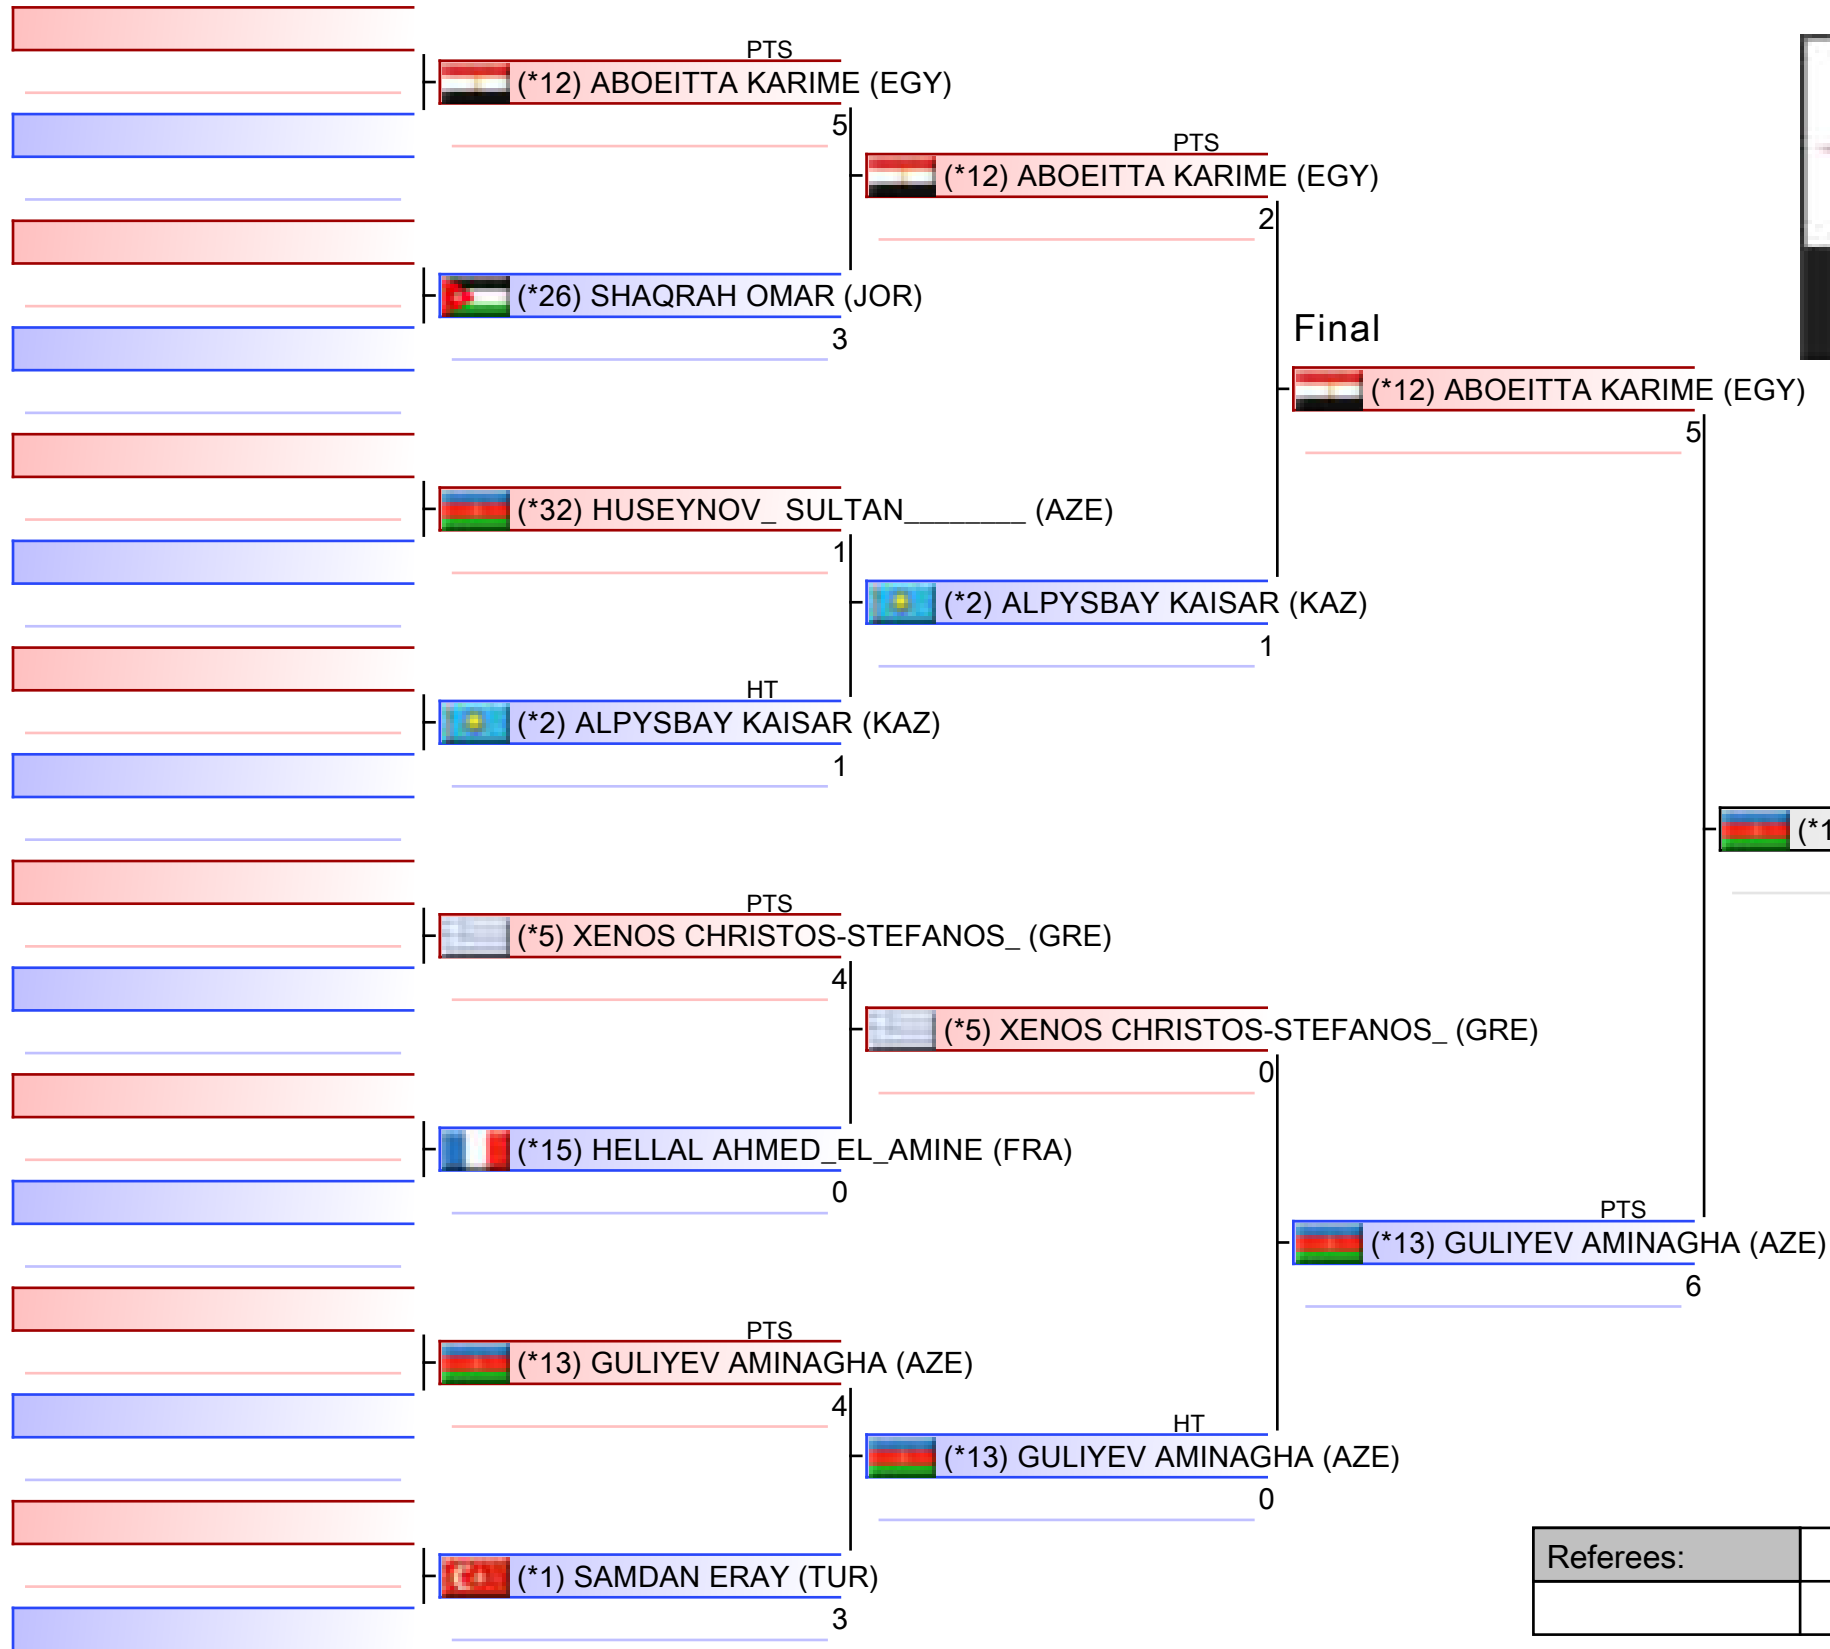 PTS
(*12) ABOEITTA KARIME (EGY)
5
PTS
(*12) ABOEITTA KARIME (EGY)
2
(*26) SHAQRAH OMAR (JOR)
3
Final
(*12) ABOEITTA KARIME (EGY)
5
(*32) HUSEYNOV_ SULTAN________ (AZE)
1
(*2) ALPYSBAY KAISAR (KAZ)
1
HT
(*2) ALPYSBAY KAISAR (KAZ)
1
(*1
PTS
(*5) XENOS CHRISTOS-STEFANOS_ (GRE)
4
(*5) XENOS CHRISTOS-STEFANOS_ (GRE)
0
(*15) HELLAL AHMED_EL_AMINE (FRA)
0
PTS
(*13) GULIYEV AMINAGHA (AZE)
6
PTS
(*13) GULIYEV AMINAGHA (AZE)
4
HT
(*13) GULIYEV AMINAGHA (AZE)
0
(*1) SAMDAN ERAY (TUR)
3
Referees: